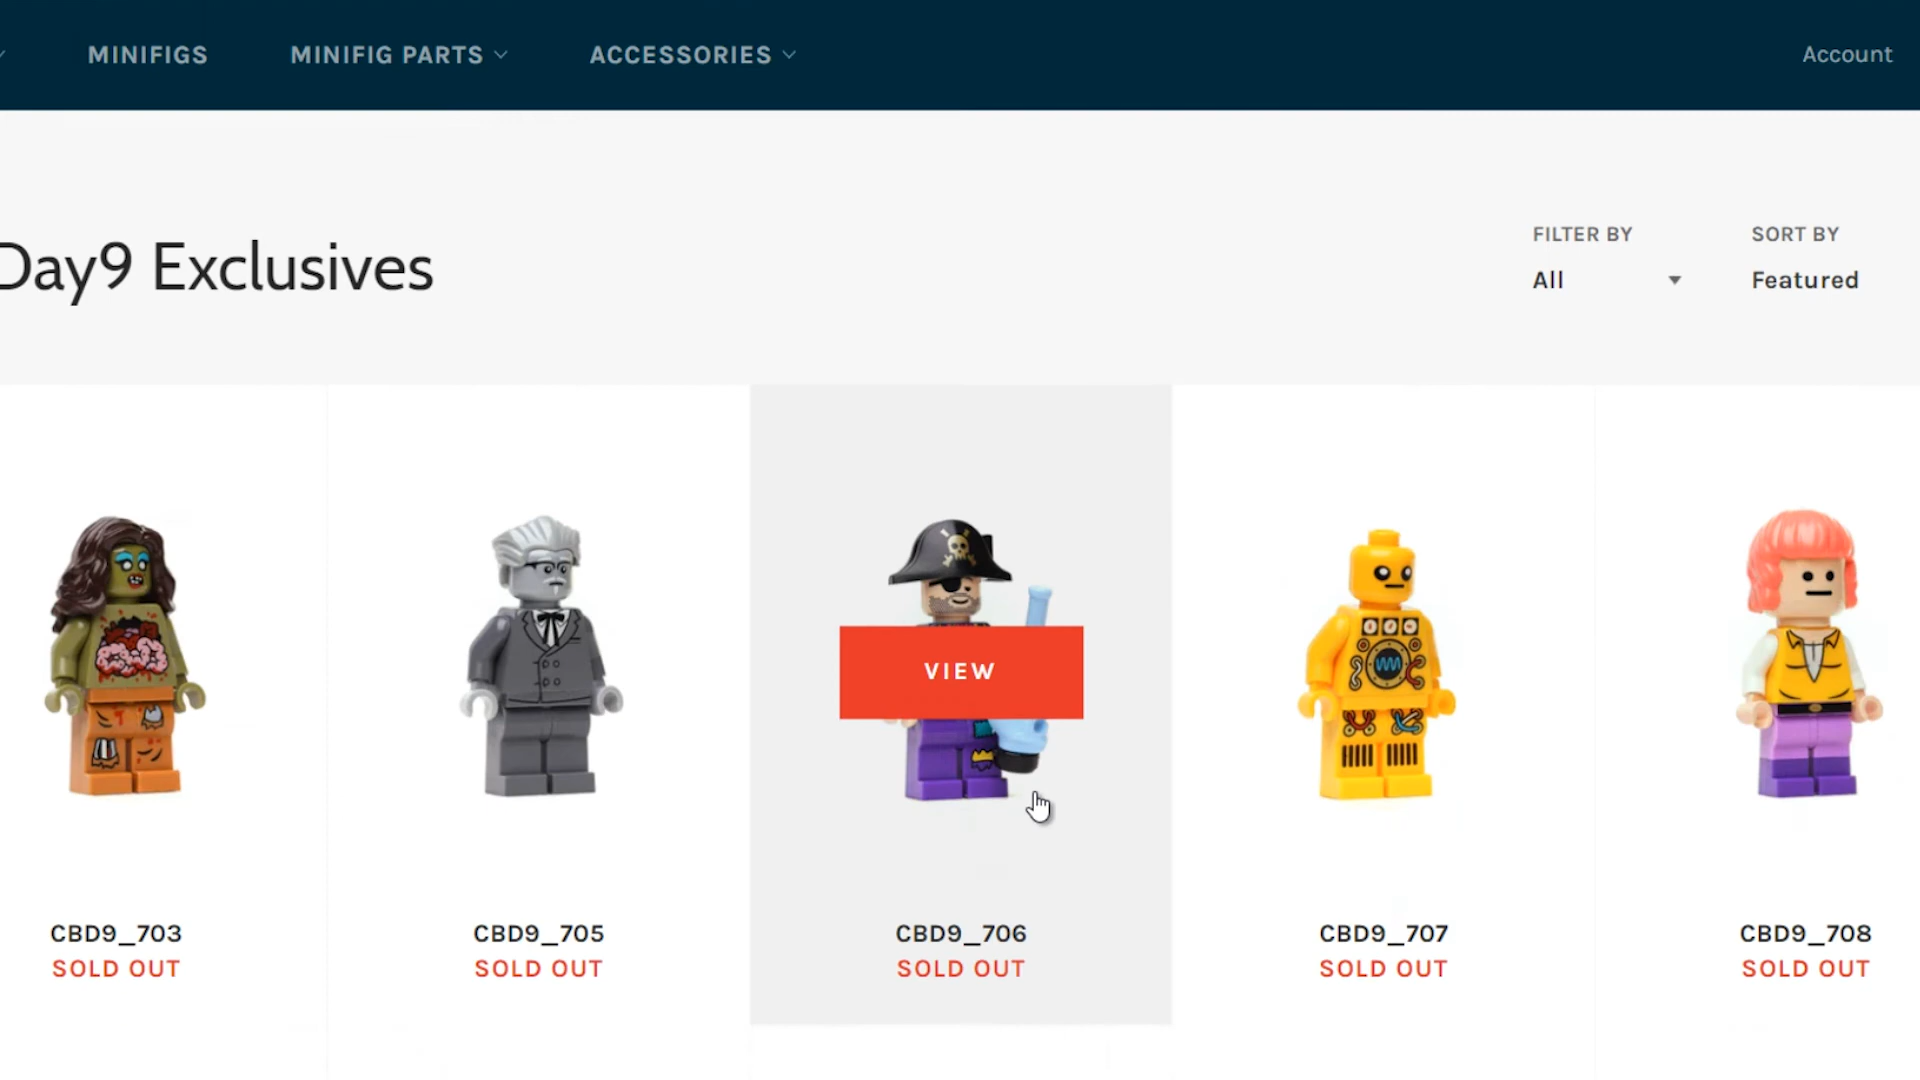 MINIFIGS MINIFIG PARTS ACCESSORIES Account
Day9 Exclusives
FILTER BY SORT BY
All Featured
VIEW
CBD9_703 CBD9_705 CBD9_706 CBD9_707 CBD9_708
SOLD OUT SOLD OUT SOLD OUT SOLD OUT SOLD OUT